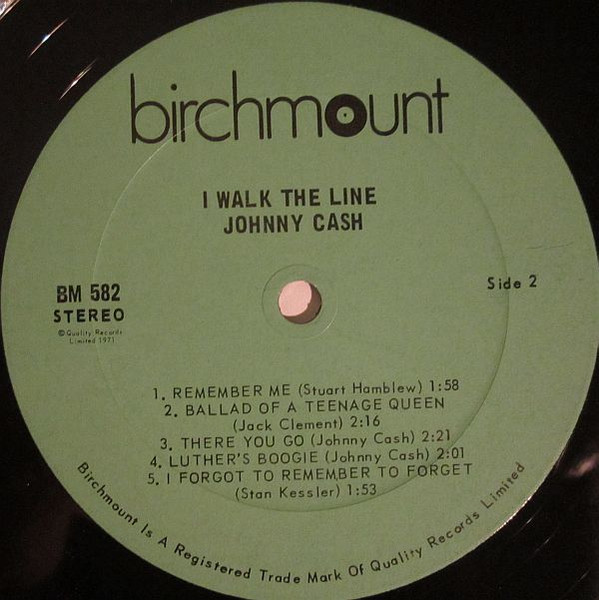 birchmount
I WALK THE LINE
JOHNNY CASH
BM 582
STEREO
©Quality Records
Limited 1971
Side 2
1. REMEMBER ME (Stuart Hamblew) 1:58
2. BALLAD OF A TEENAGE QUEEN
(Jack Clement) 2:16
3. THERE YOU GO (Johnny Cash) 2:21
4. LUTHER'S BOOGIE (Johnny Cash) 2:01
5. I FORGOT TO REMEMBER TO FORGET
(Stan Kessler) 1:53
Birchmount Is A Registered Trade Mark Of Quality Records Limited